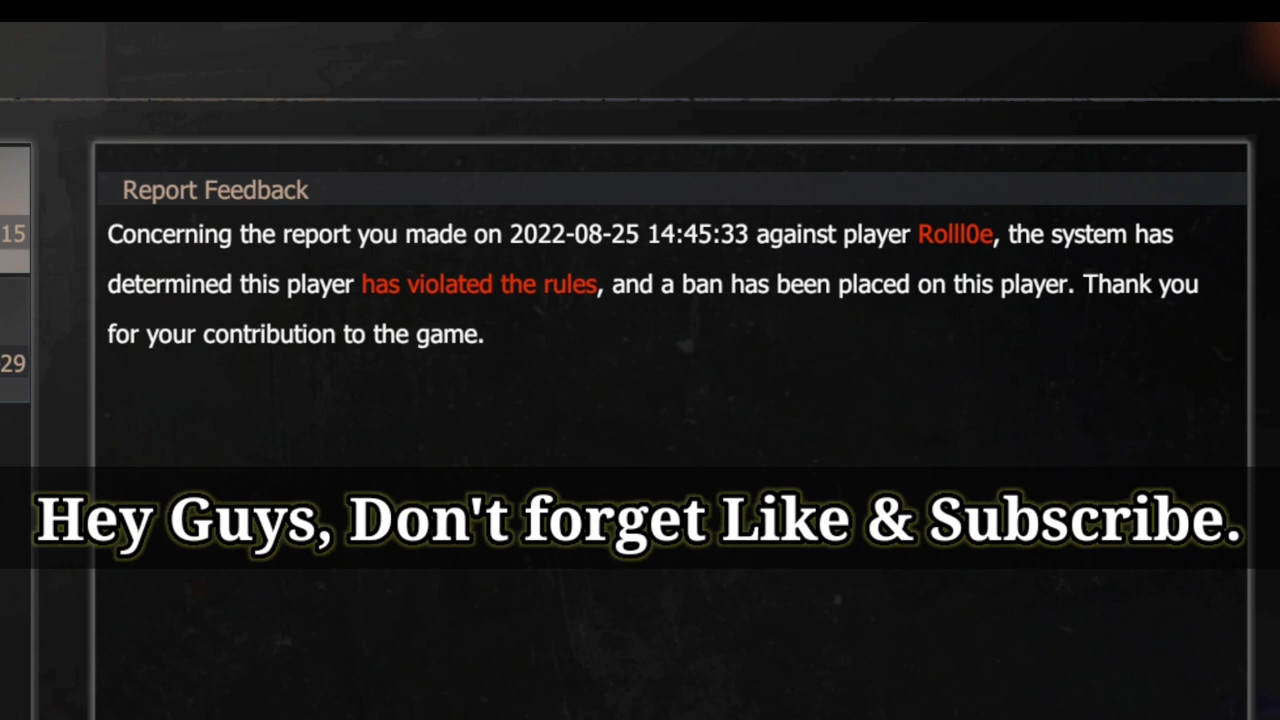 Report Feedback
15
Concerning the report you made on 2022-08-25 14:45:33 against player Rolll0e, the system has
determined this player has violated the rules, and a ban has been placed on this player. Thank you
for your contribution to the game.
29
Hey Guys, Don't forget Like & Subscribe.